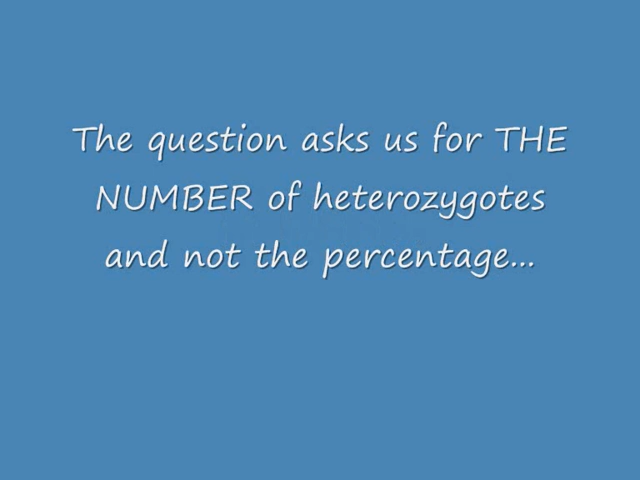 The question asks us for THE
NUMBER of heterozygotes
and not the percentage...